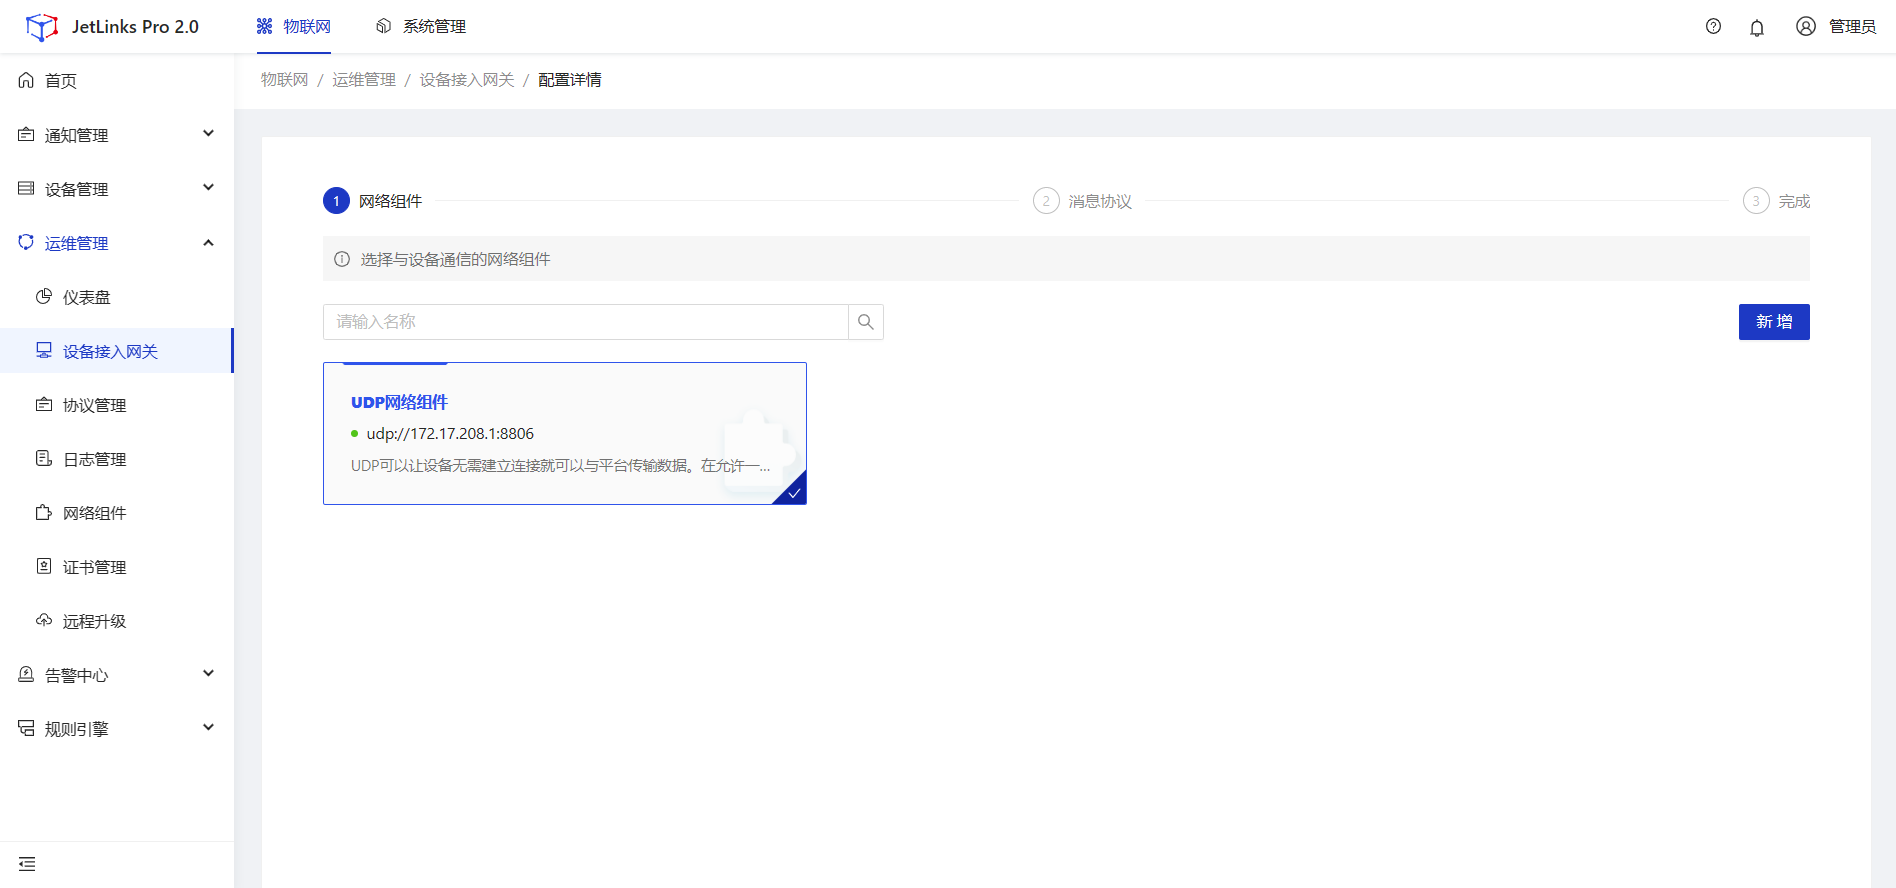 JetLinks Pro 2.0
物联网
系统管理
管理员
首页
通知管理
设备管理
运维管理
仪表盘
设备接入网关
协议管理
日志管理
网络组件
证书管理
远程升级
告警中心
规则引擎
物联网 / 运维管理 / 设备接入网关 / 配置详情
1 网络组件
2 消息协议
3 完成
选择与设备通信的网络组件
请输入名称
新增
UDP网络组件
udp://172.17.208.1:8806
UDP可以让设备无需建立连接就可以与平台传输数据。在允许一...